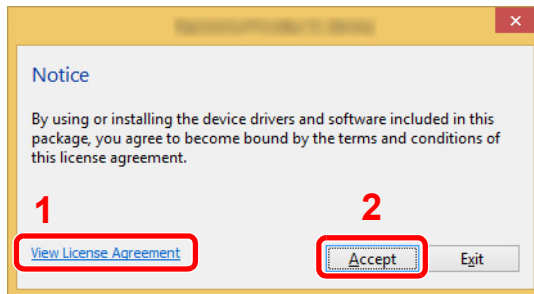 Notice
By using or installing the device drivers and software included in this
package, you agree to become bound by the terms and conditions of
this license agreement.
1
2
View License Agreement
Accept
Exit